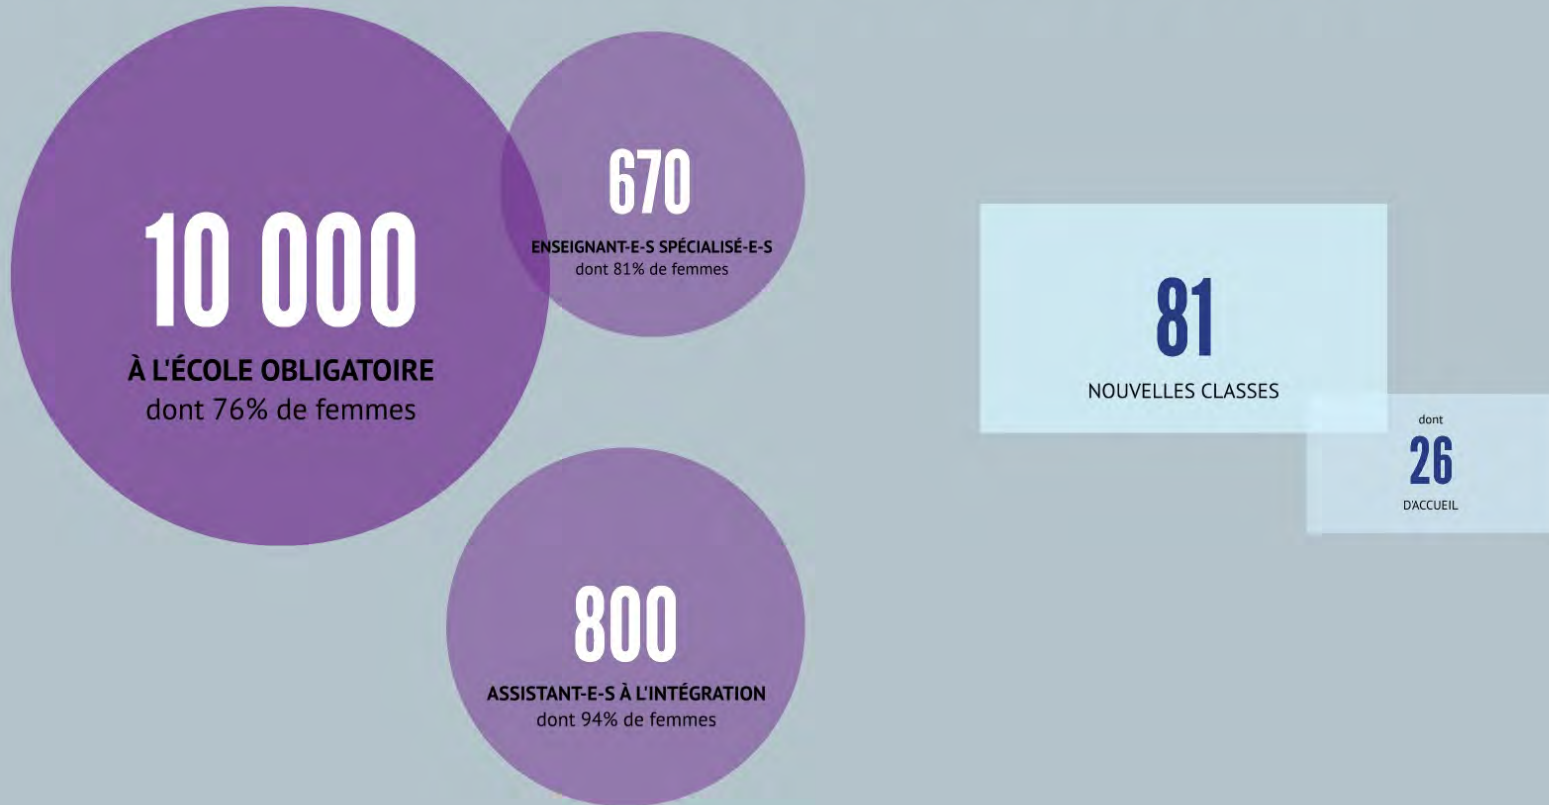 10 000
À L'ÉCOLE OBLIGATOIRE
dont 76% de femmes
670
ENSEIGNANT-E-S SPÉCIALISÉ-E-S
dont 81% de femmes
800
ASSISTANT-E-S À L'INTÉGRATION
dont 94% de femmes
81
NOUVELLES CLASSES
dont
26
D'ACCUEIL